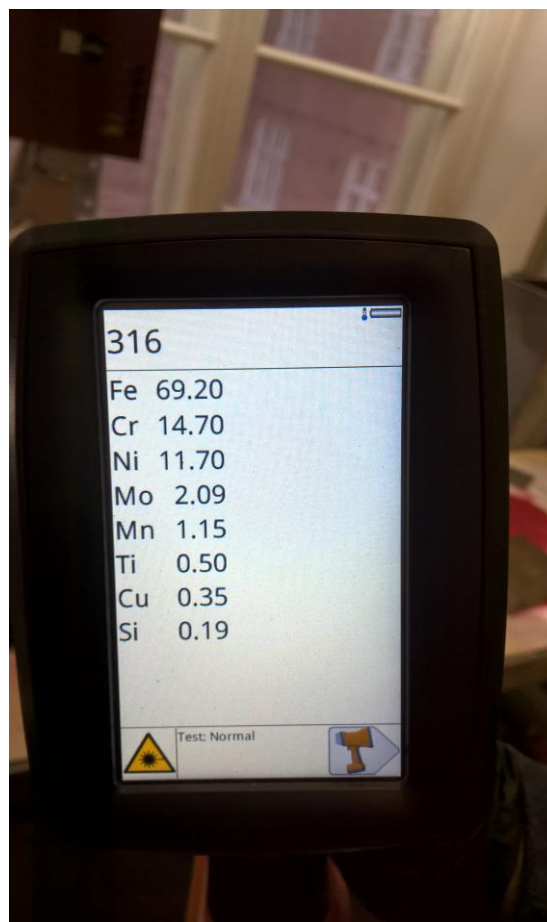 316
Fe 69.20
Cr 14.70
Ni 11.70
Mo 2.09
Mn 1.15
Ti 0.50
Cu 0.35
Si 0.19
Test: Normal